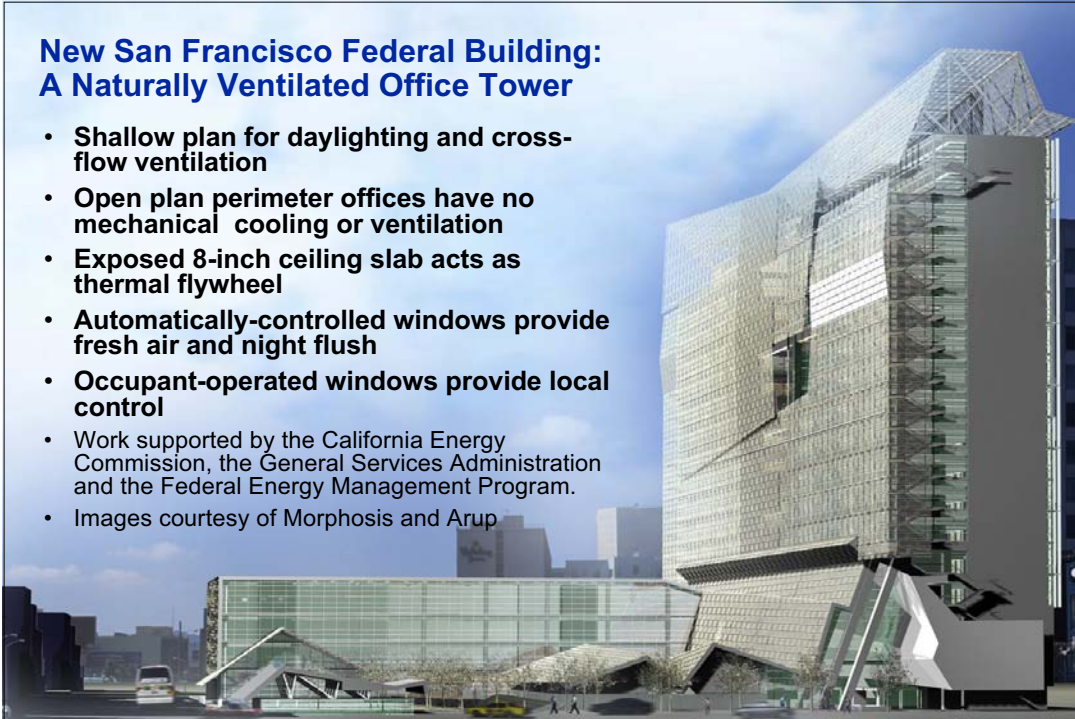 New San Francisco Federal Building:
A Naturally Ventilated Office Tower
• Shallow plan for daylighting and cross-
flow ventilation
• Open plan perimeter offices have no
mechanical cooling or ventilation
• Exposed 8-inch ceiling slab acts as
thermal flywheel
• Automatically-controlled windows provide
fresh air and night flush
• Occupant-operated windows provide local
control
• Work supported by the California Energy
Commission, the General Services Administration
and the Federal Energy Management Program.
• Images courtesy of Morphosis and Arup